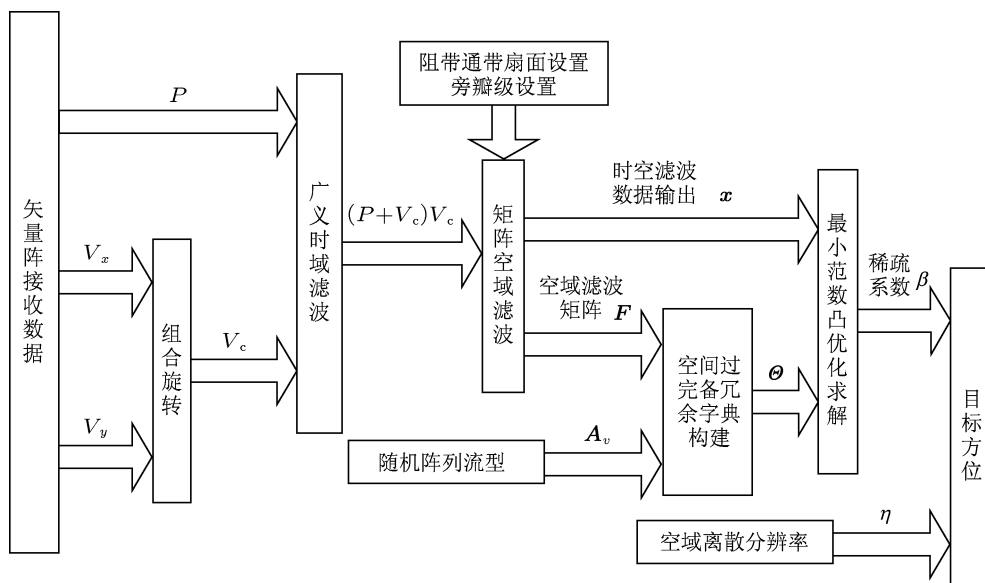 矢量阵接收数据
P
V_x
V_y
组合旋转
V_c
广义时域滤波
(P+V_c)V_c
阻带通带扇面设置
旁瓣级设置
矩阵空域滤波
时空滤波
数据输出 x
空域滤波
矩阵 F
随机阵列流型
A_v
空间过
完备冗
余字典
构建
Θ
最小范数凸优化求解
稀疏
系数 β
空域离散分辨率
η
目标方位